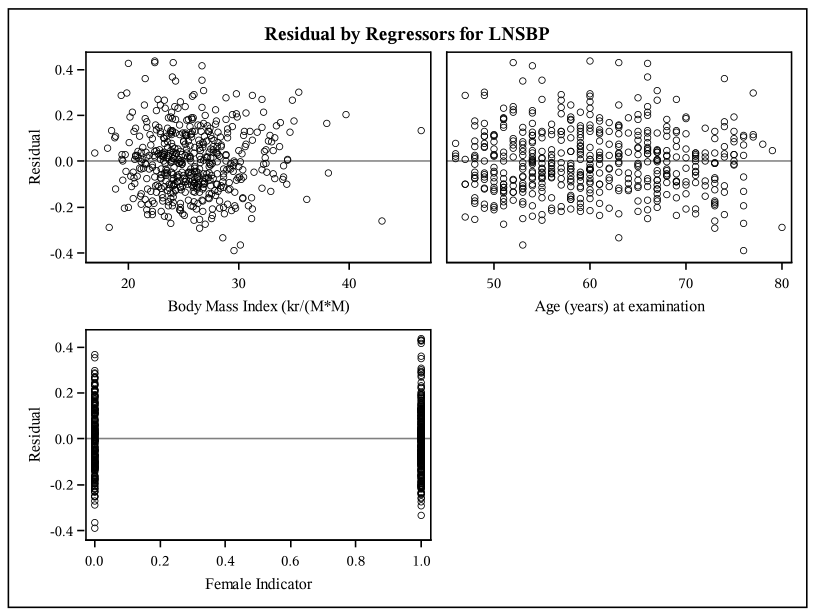 Residual by Regressors for LNSBP
Residual
0.4
0.2
0.0
-0.2
-0.4
20 30 40
Body Mass Index (kr/(M*M)
50 60 70 80
Age (years) at examination
Residual
0.4
0.2
0.0
-0.2
-0.4
0.0 0.2 0.4 0.6 0.8 1.0
Female Indicator